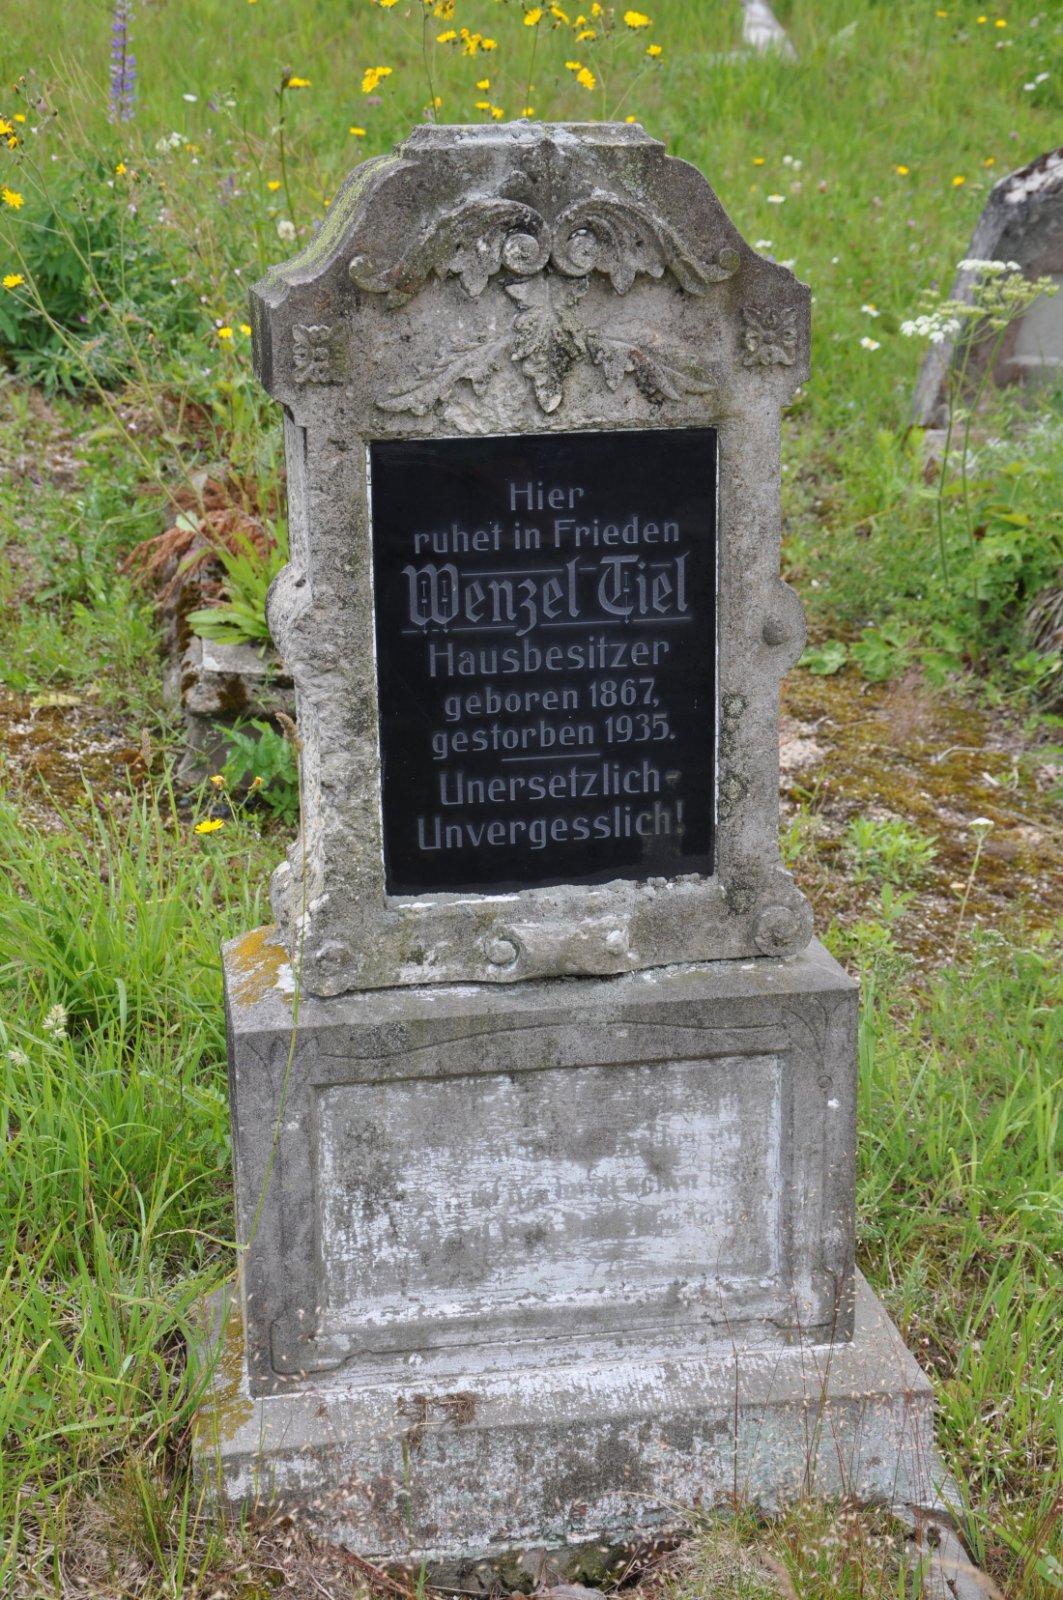 Hier
ruhet in Frieden
Wenzel Tiel
Hausbesitzer
geboren 1867,
gestorben 1935.
Unersetzlich-
Unvergesslich!